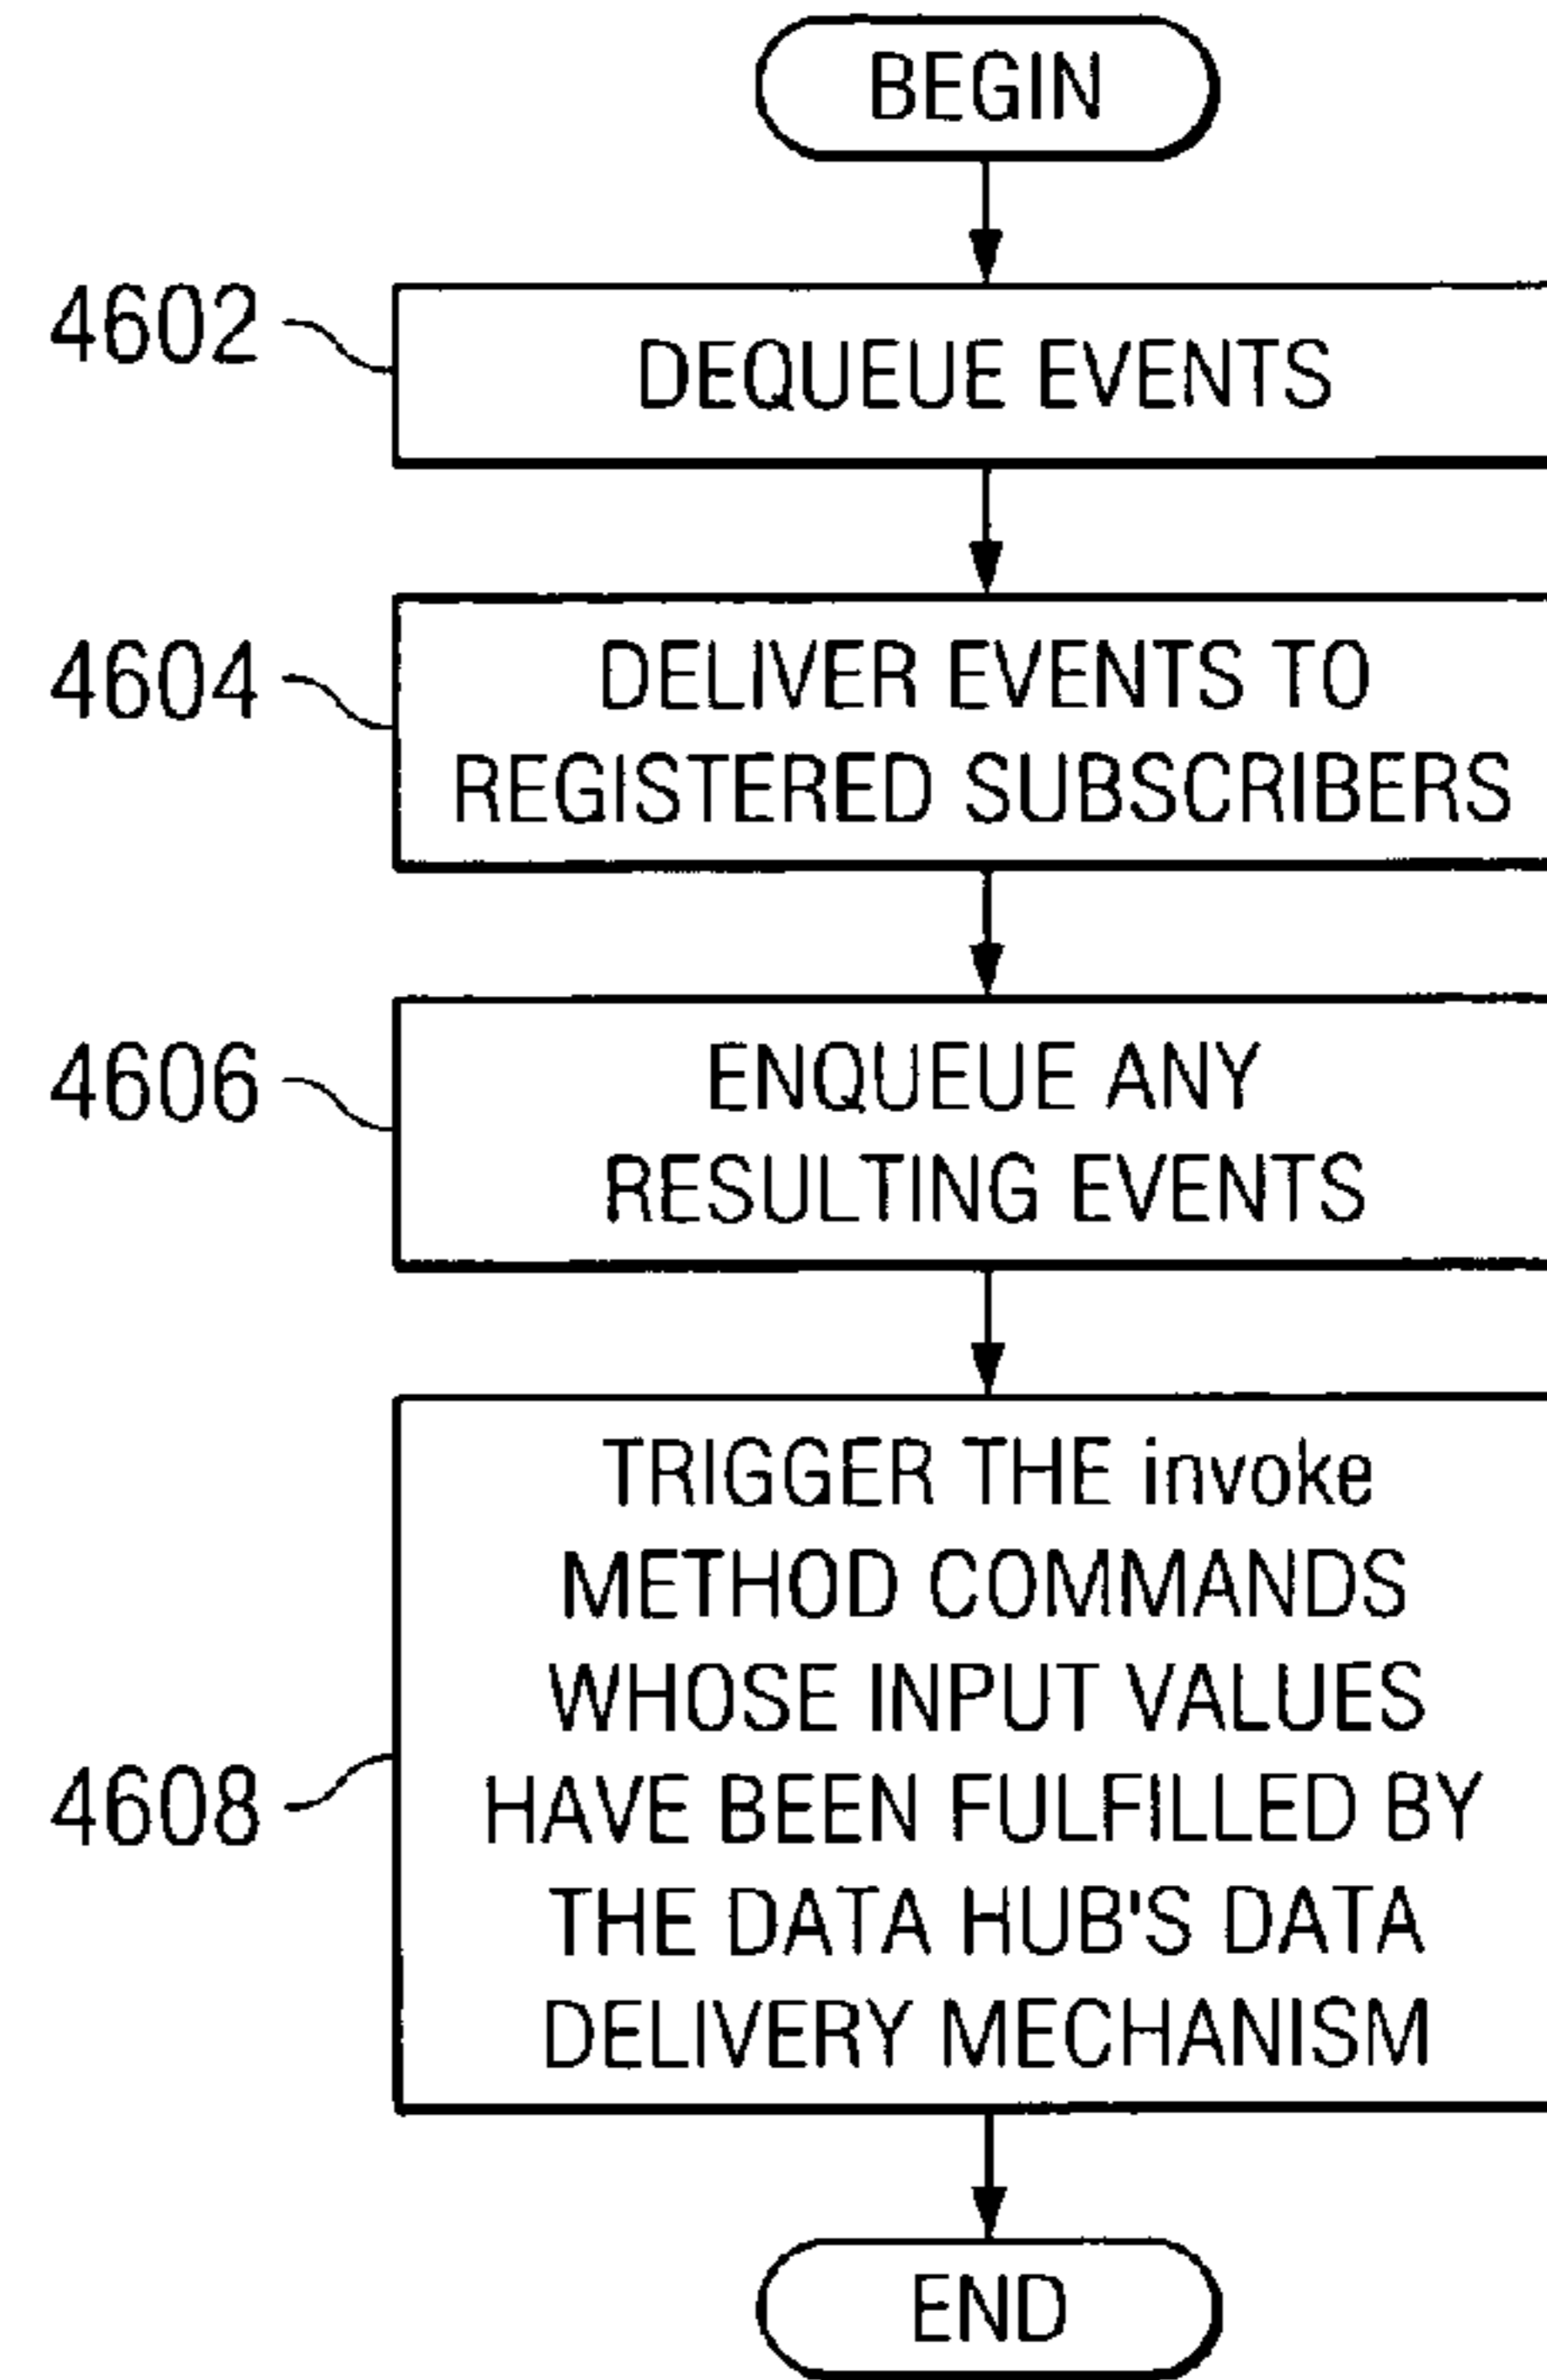 BEGIN
4602
DEQUEUE EVENTS
4604
DELIVER EVENTS TO
REGISTERED SUBSCRIBERS
4606
ENQUEUE ANY
RESULTING EVENTS
4608
TRIGGER THE invoke
METHOD COMMANDS
WHOSE INPUT VALUES
HAVE BEEN FULFILLED BY
THE DATA HUB'S DATA
DELIVERY MECHANISM
END